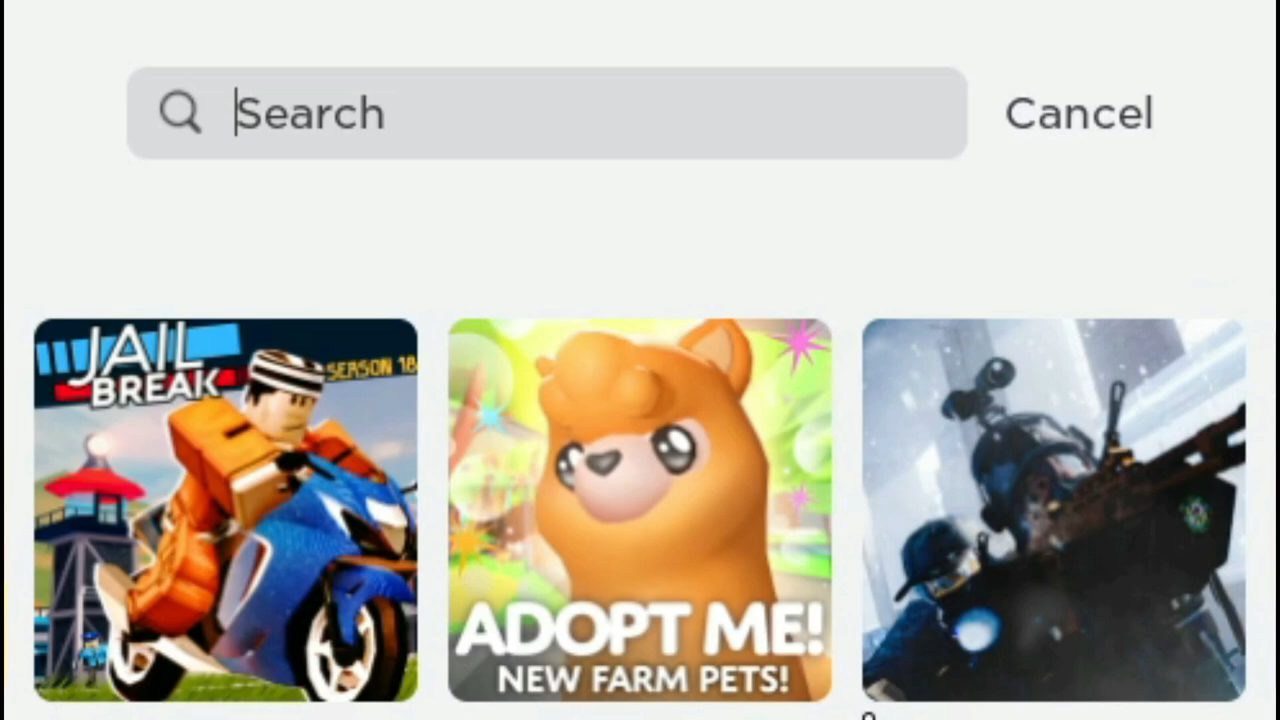 Search
Cancel
JAIL
BREAK
SEASON 18
ADOPT ME!
NEW FARM PETS!